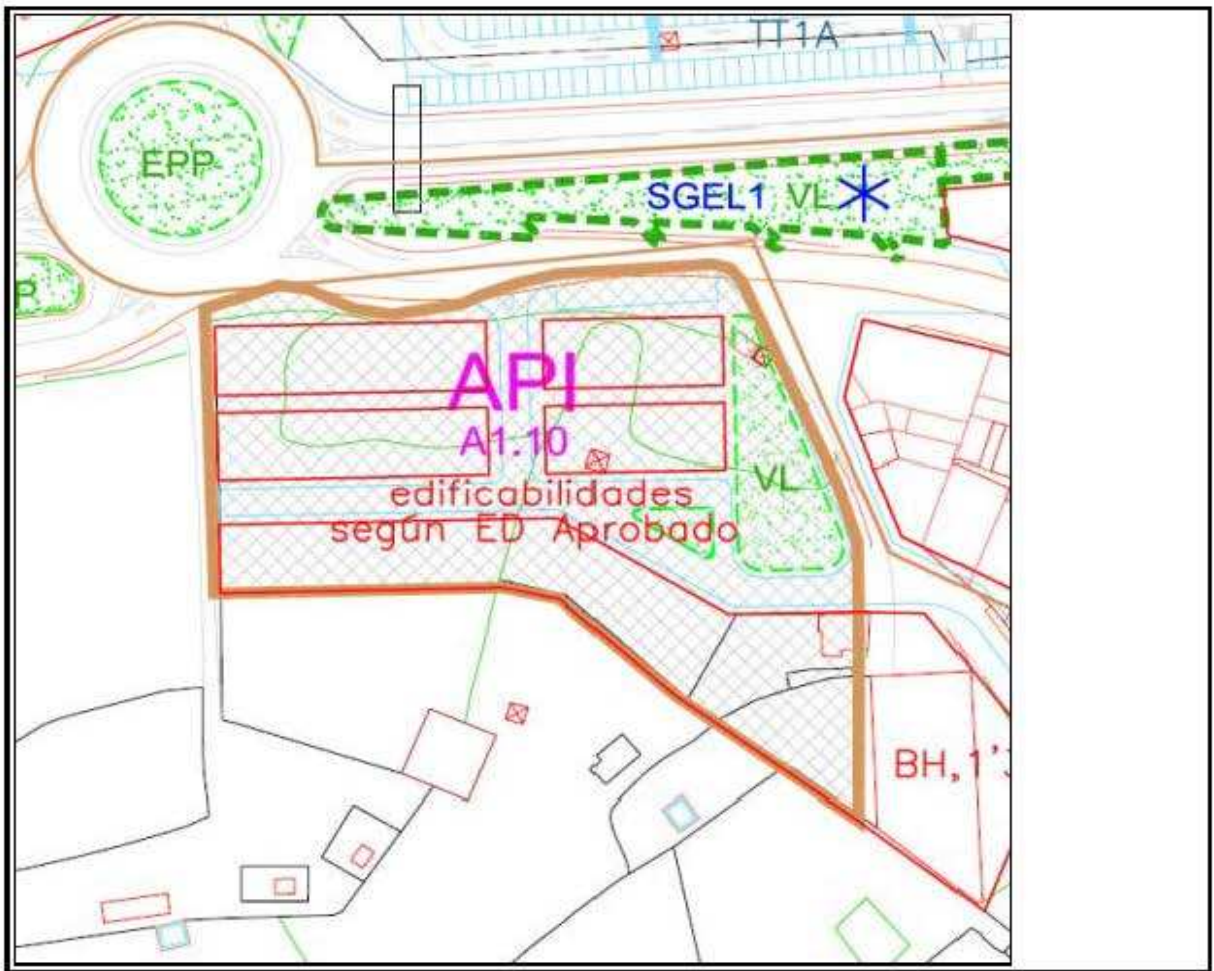 TT1A
EPP
SGEL1 VL
API
A1.10
VL
edificabilidades
según ED Aprobado
BH, 1'